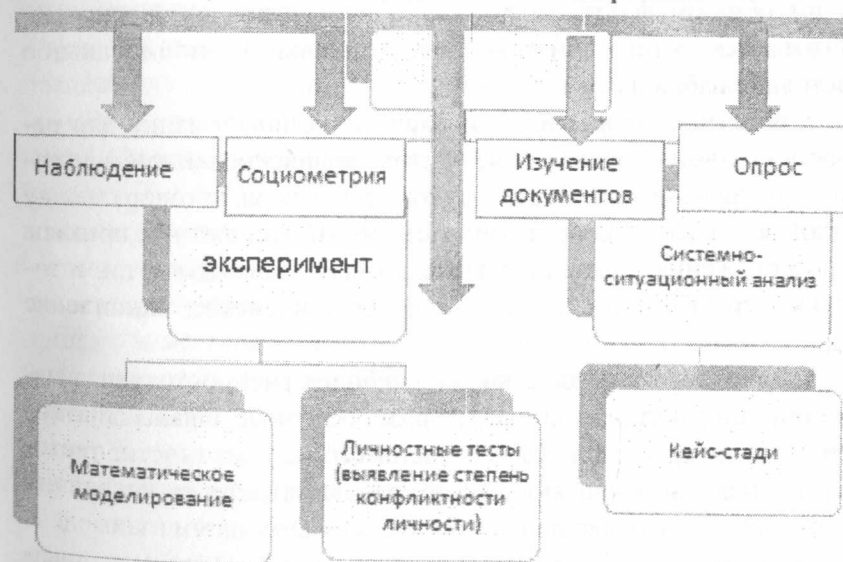 Наблюдение
Социометрия
Изучение
документов
Опрос
эксперимент
Системно-
ситуационный анализ
Математическое
моделирование
Личностные тесты
(выявление степень
конфликтности
личности)
Кейс-стади